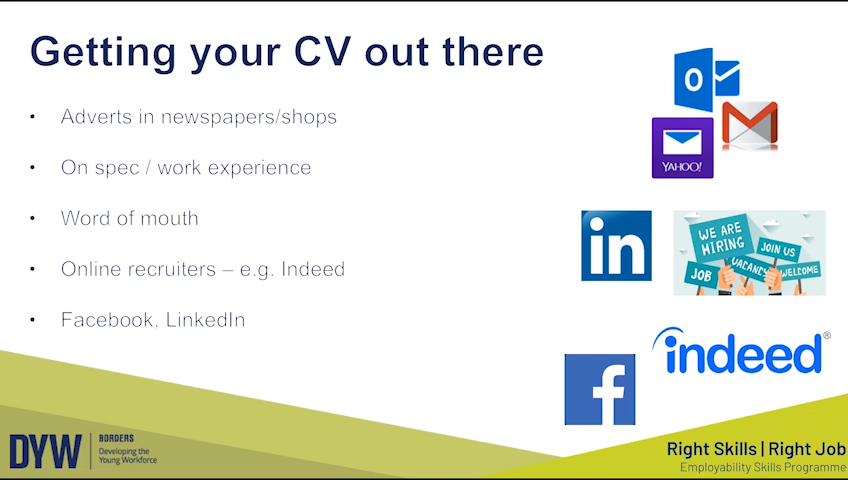 Getting your CV out there
• Adverts in newspapers/shops
• On spec / work experience
• Word of mouth
• Online recruiters – e.g. Indeed
• Facebook, LinkedIn
O
YAHOO!
in
WE ARE
HIRING
JOIN US
JOB
VACANCY
WELCOME
indeed®
f
DYW
BORDERS
Developing the
Young Workforce
Right Skills | Right Job
Employability Skills Programme